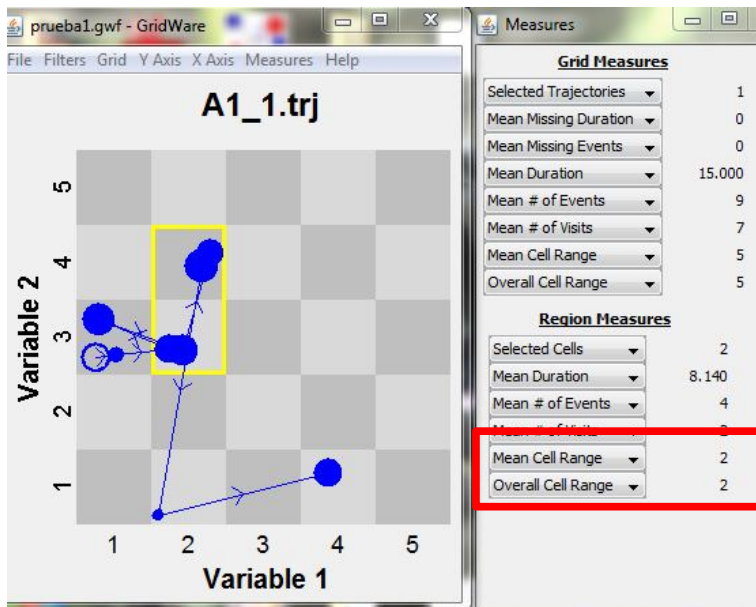 prueba1.gwf - GridWare
File Filters Grid Y Axis X Axis Measures Help
A1_1.trj
5
4
3
2
1
Variable 2
1 2 3 4 5
Variable 1
Measures
Grid Measures
Selected Trajectories 1
Mean Missing Duration 0
Mean Missing Events 0
Mean Duration 15.000
Mean # of Events 9
Mean # of Visits 7
Mean Cell Range 5
Overall Cell Range 5
Region Measures
Selected Cells 2
Mean Duration 8.140
Mean # of Events 4
Mean # of Visits
Mean Cell Range 2
Overall Cell Range 2